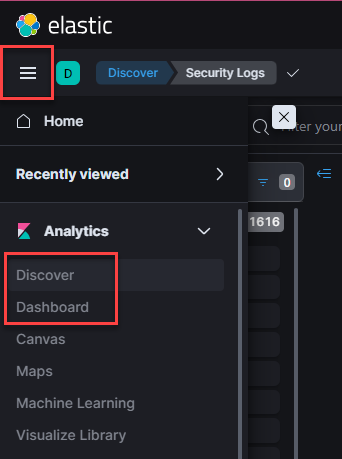 elastic
D
Discover
Security Logs
Home
Filter your
Recently viewed
0
1616
Analytics
Discover
Dashboard
Canvas
Maps
Machine Learning
Visualize Library